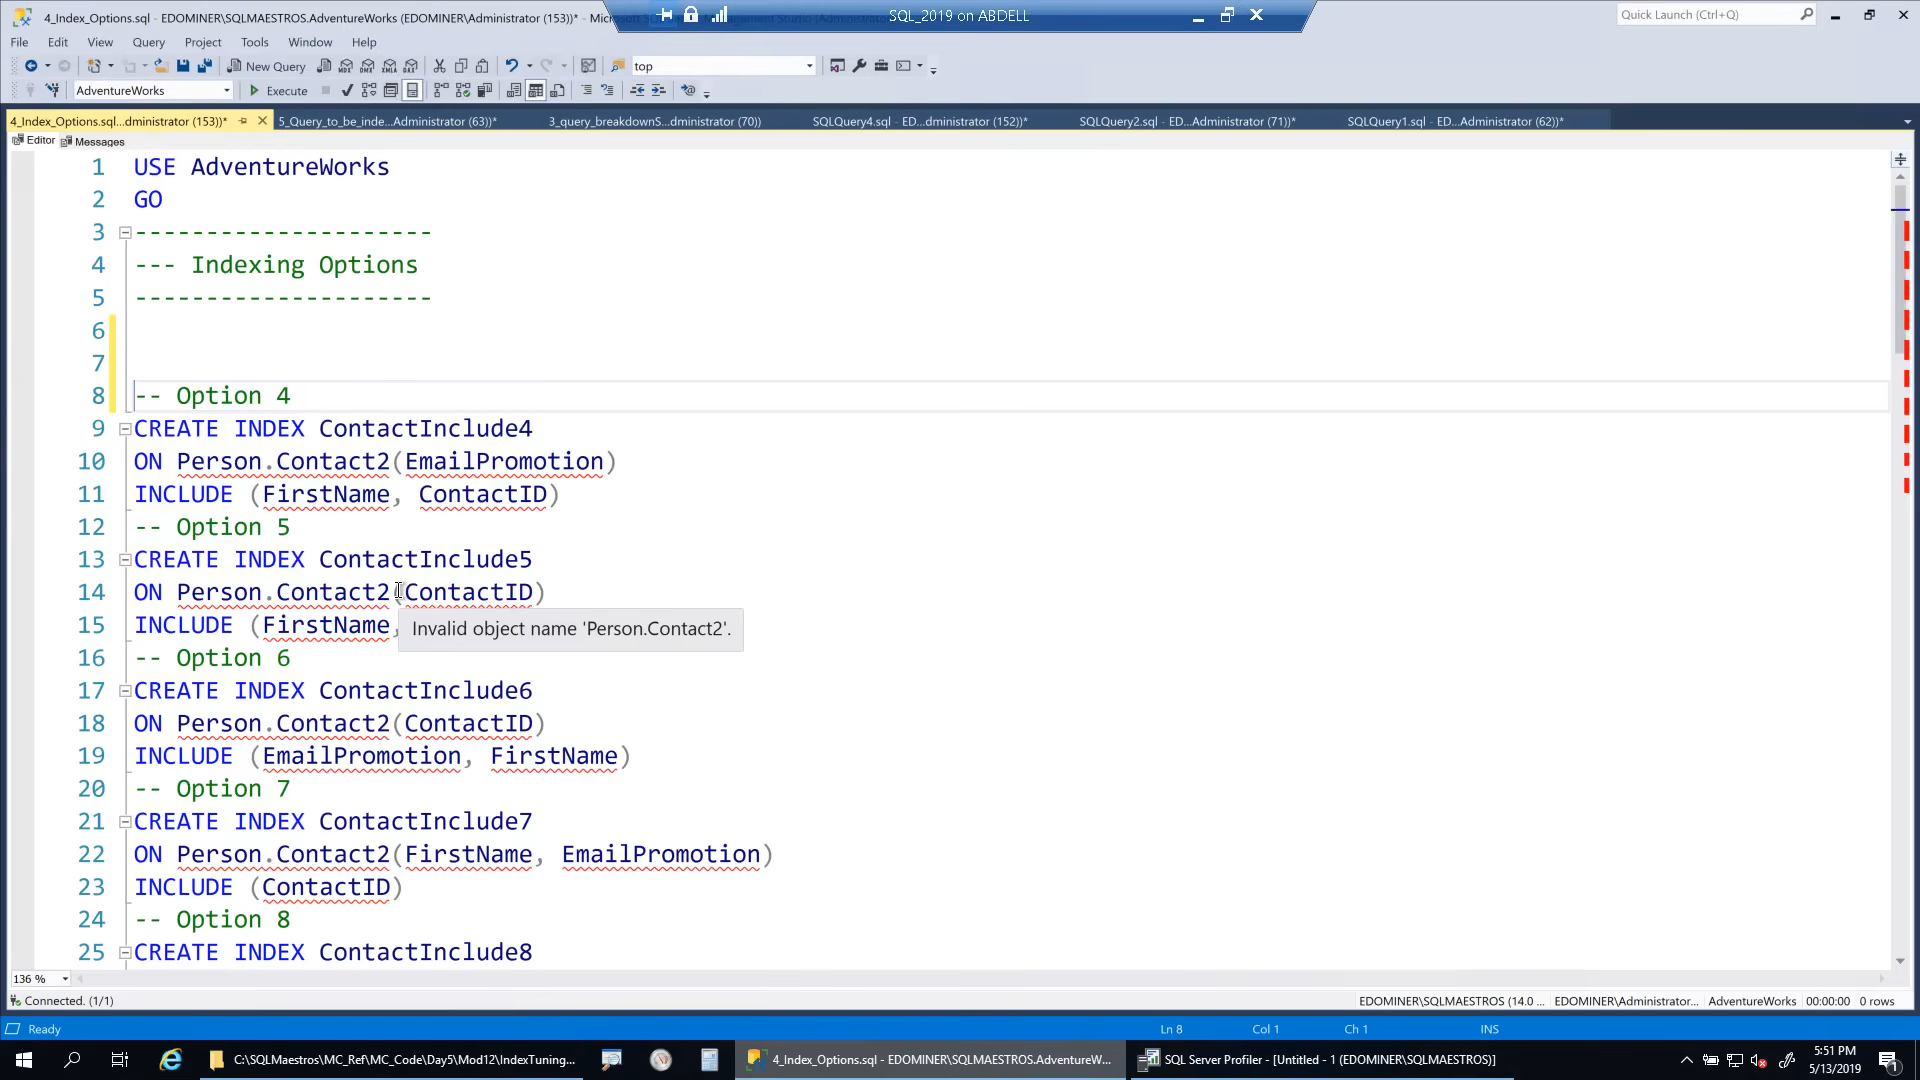 4_Index_Options.sql - EDOMINER\SQLMAESTROS.AdventureWorks (EDOMINER\Administrator (153))* - Mic
SQL_2019 on ABDELL
Quick Launch (Ctrl+Q)
File Edit View Query Project Tools Window Help
New Query top
AdventureWorks Execute
4_Index_Options.sql...dministrator (153))* 5_Query_to_be_inde...Administrator (63))* 3_query_breakdownS...dministrator (70)) SQLQuery4.sql - ED...dministrator (152))* SQLQuery2.sql - ED...Administrator (71))* SQLQuery1.sql - ED...Administrator (62))*
Editor Messages
1 USE AdventureWorks
2 GO
3 ---------------------
4 --- Indexing Options
5 ---------------------
6
7
8 -- Option 4
9 CREATE INDEX ContactInclude4
10 ON Person.Contact2(EmailPromotion)
11 INCLUDE (FirstName, ContactID)
12 -- Option 5
13 CREATE INDEX ContactInclude5
14 ON Person.Contact2(ContactID)
15 INCLUDE (FirstName,
Invalid object name 'Person.Contact2'.
16 -- Option 6
17 CREATE INDEX ContactInclude6
18 ON Person.Contact2(ContactID)
19 INCLUDE (EmailPromotion, FirstName)
20 -- Option 7
21 CREATE INDEX ContactInclude7
22 ON Person.Contact2(FirstName, EmailPromotion)
23 INCLUDE (ContactID)
24 -- Option 8
25 CREATE INDEX ContactInclude8
136 %
Connected. (1/1) EDOMINER\SQLMAESTROS (14.0 ... EDOMINER\Administrator... AdventureWorks 00:00:00 0 rows
Ready Ln 8 Col 1 Ch 1 INS
C:\SQLMaestros\MC_Ref\MC_Code\Day5\Mod12\IndexTuning... 4_Index_Options.sql - EDOMINER\SQLMAESTROS.AdventureW... SQL Server Profiler - [Untitled - 1 (EDOMINER\SQLMAESTROS)]
5:51 PM
5/13/2019
1